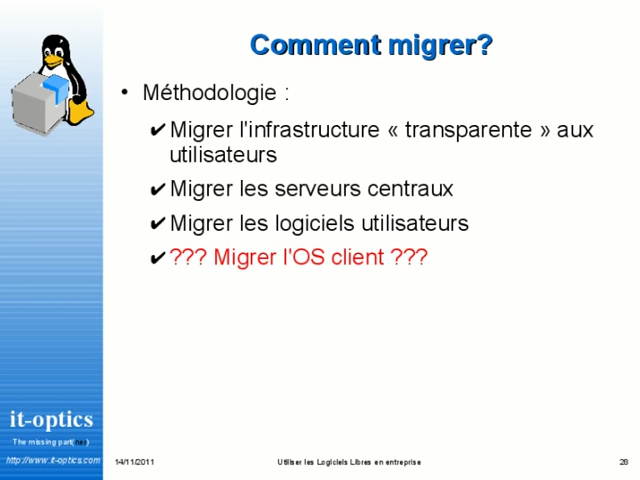 Comment migrer?
• Méthodologie :
✔ Migrer l'infrastructure « transparente » aux
utilisateurs
✔ Migrer les serveurs centraux
✔ Migrer les logiciels utilisateurs
✔ ??? Migrer l'OS client ???
it-optics
The missing part(ner)
http://www.it-optics.com
14/11/2011
Utiliser les Logiciels Libres en entreprise
28